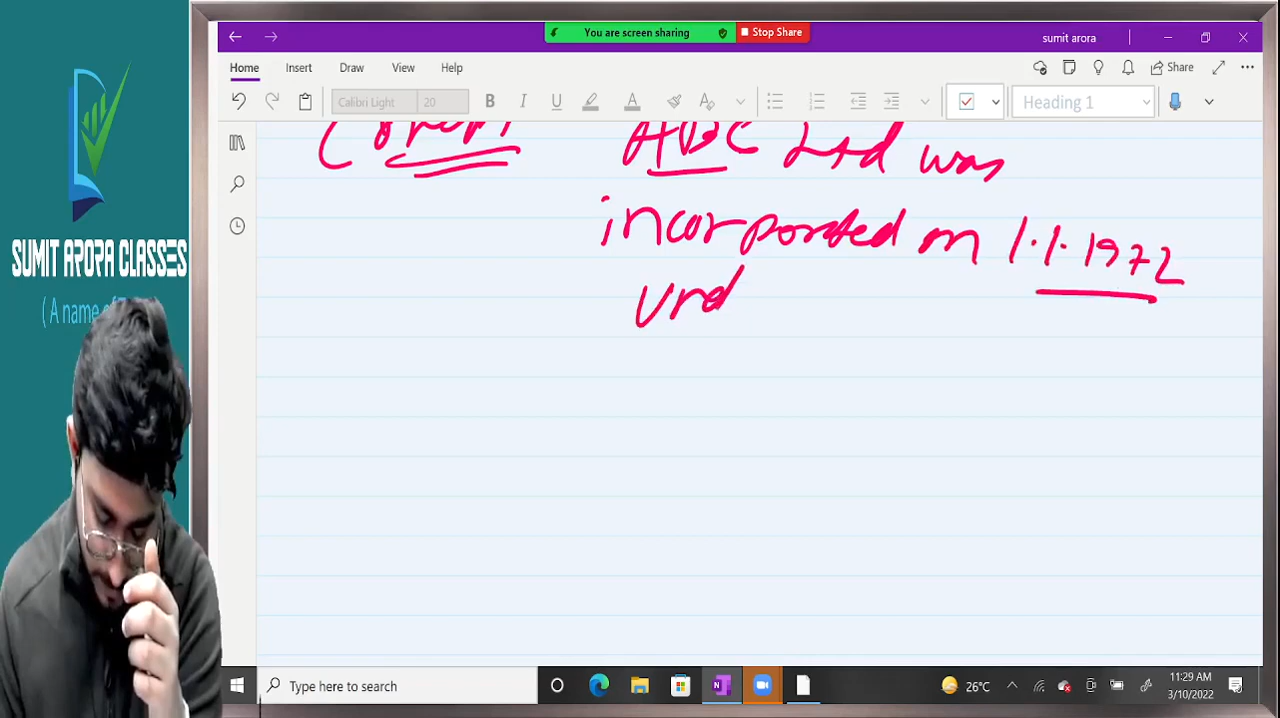 You are screen sharing
Stop Share
sumit arora
Home Insert Draw View Help
Share
Calibri Light 20 B I U A
Heading 1
ABC Ltd was
incorporated on 1.1.1972
und
SUMIT ARORA CLASSES
( A name of
Type here to search
26°C
11:29 AM
3/10/2022